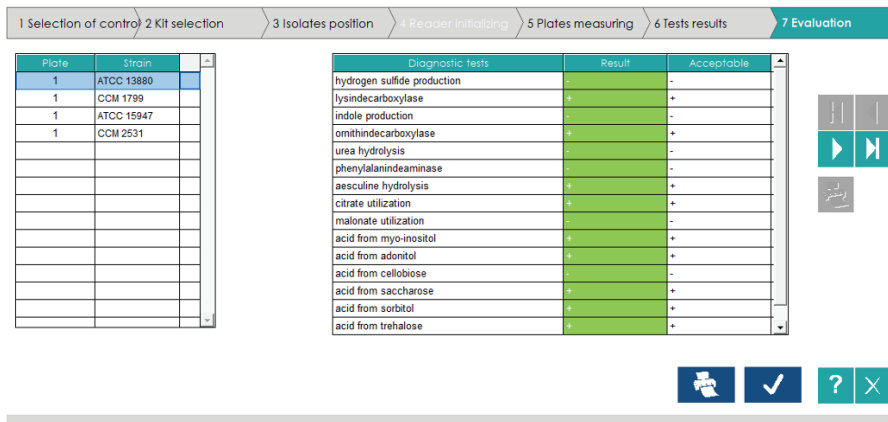 1 Selection of control 2 Kit selection 3 Isolates position 4 Reader initializing 5 Plates measuring 6 Tests results 7 Evaluation
Plate Strain
1 ATCC 13880
1 CCM 1799
1 ATCC 15947
1 CCM 2531
Diagnostic tests Result Acceptable
hydrogen sulfide production - -
lysindecarboxylase + +
indole production - -
ornithindecarboxylase + +
urea hydrolysis - -
phenylalanindeaminase - -
aesculine hydrolysis + +
citrate utilization + +
malonate utilization - -
acid from myo-inositol + +
acid from adonitol + +
acid from cellobiose - -
acid from saccharose + +
acid from sorbitol + +
acid from trehalose + +
?